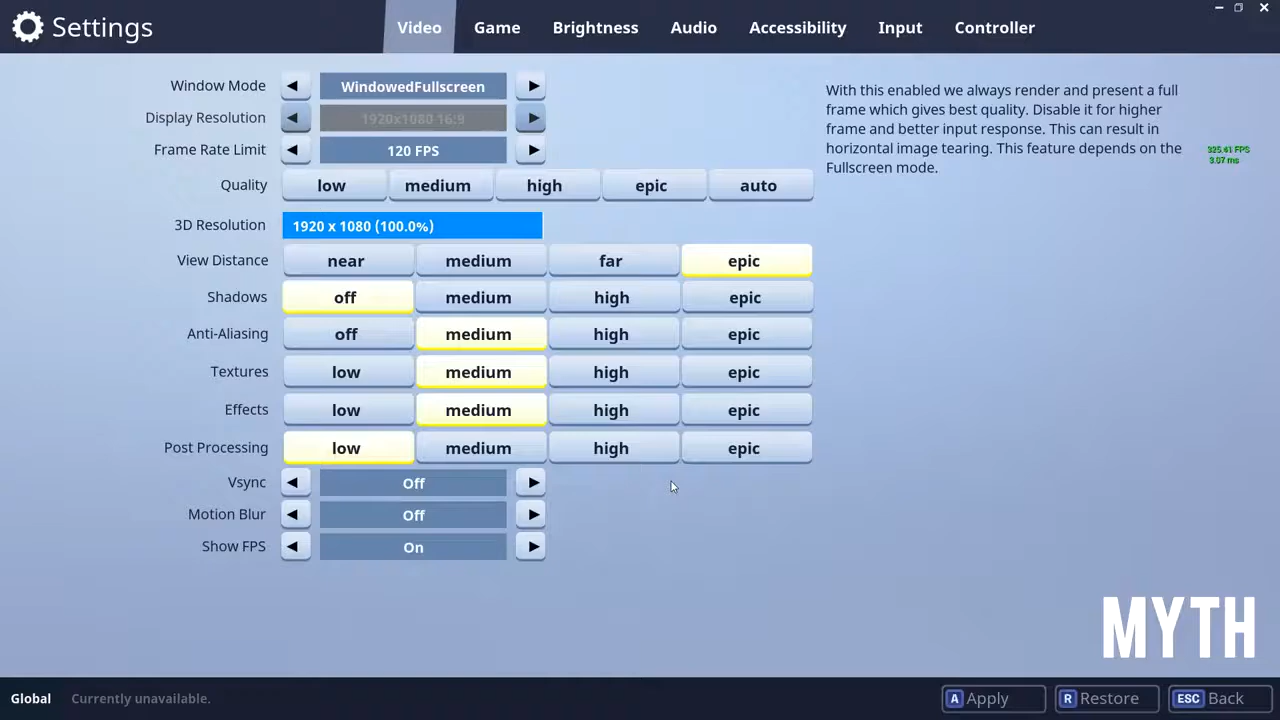 Settings
Video Game Brightness Audio Accessibility Input Controller
Window Mode WindowedFullscreen
Display Resolution 1920x1080 16:9
Frame Rate Limit 120 FPS
Quality low medium high epic auto
3D Resolution 1920 x 1080 (100.0%)
View Distance near medium far epic
Shadows off medium high epic
Anti-Aliasing off medium high epic
Textures low medium high epic
Effects low medium high epic
Post Processing low medium high epic
Vsync Off
Motion Blur Off
Show FPS On
With this enabled we always render and present a full
frame which gives best quality. Disable it for higher
frame and better input response. This can result in
horizontal image tearing. This feature depends on the
Fullscreen mode.
325.41 FPS
3.07 ms
MYTH
Global Currently unavailable.
A Apply R Restore ESC Back